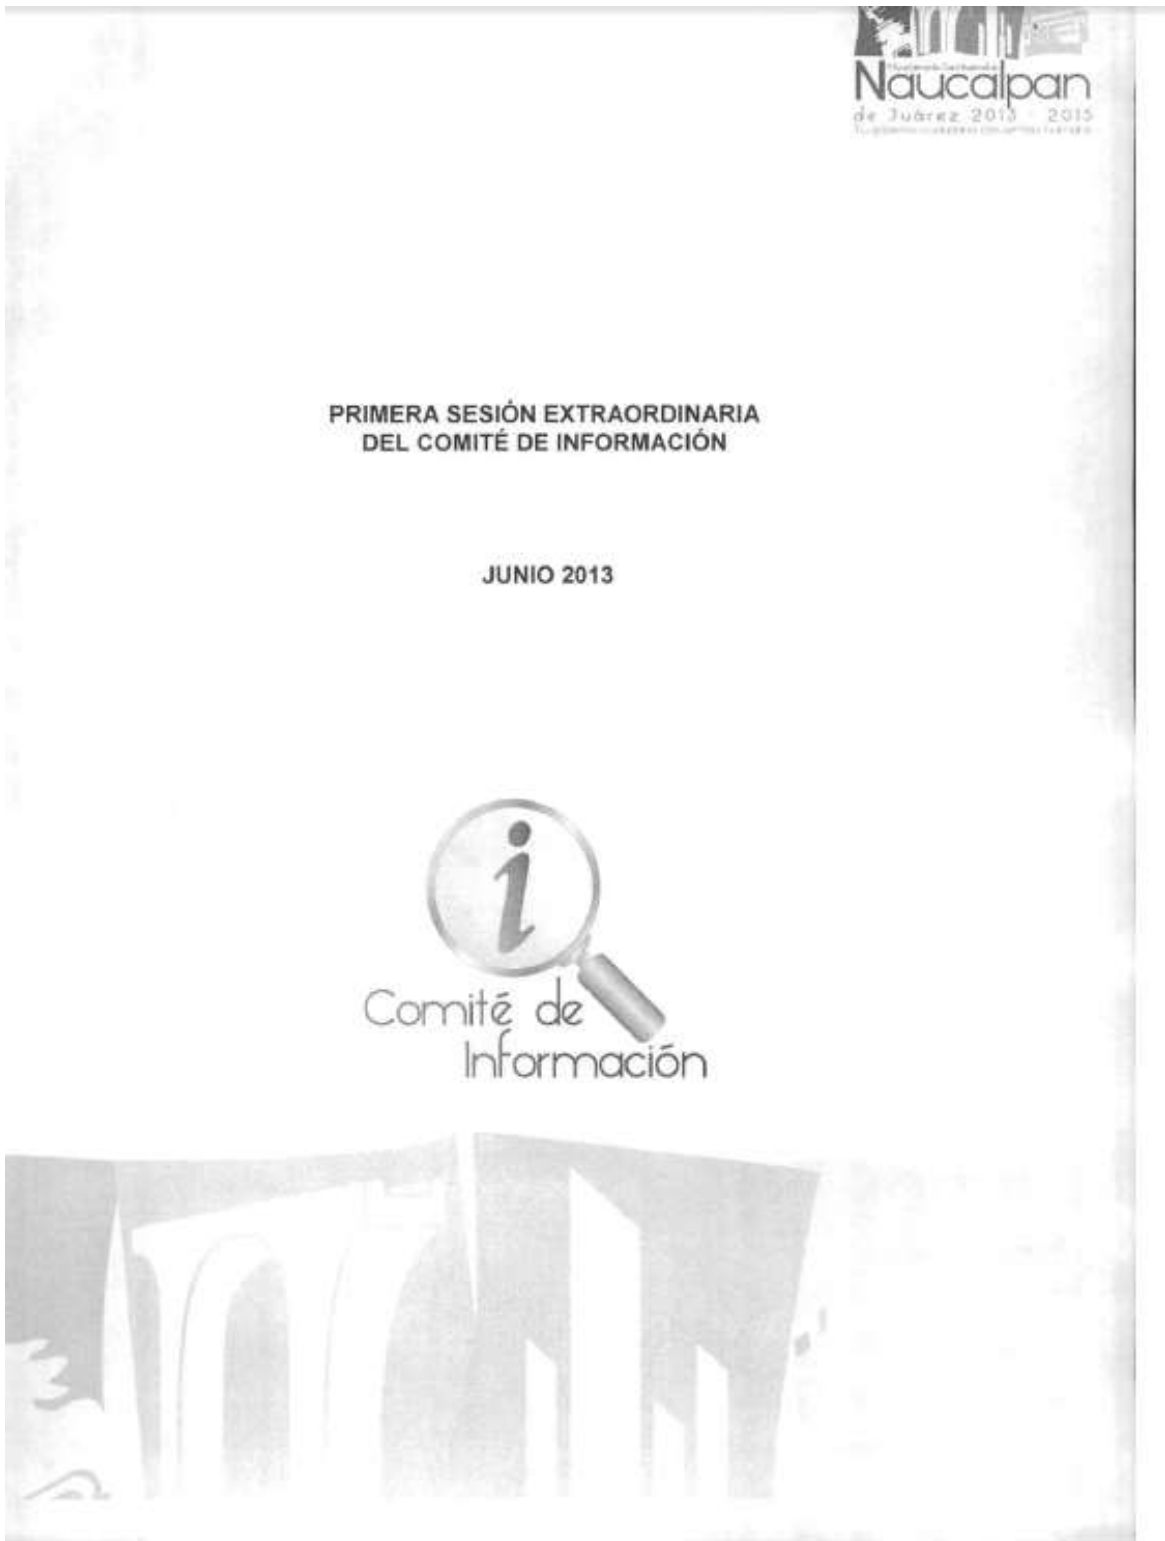 Naucalpan
de Juárez 2013 - 2015
PRIMERA SESIÓN EXTRAORDINARIA
DEL COMITÉ DE INFORMACIÓN
JUNIO 2013
i
Comité de
Información